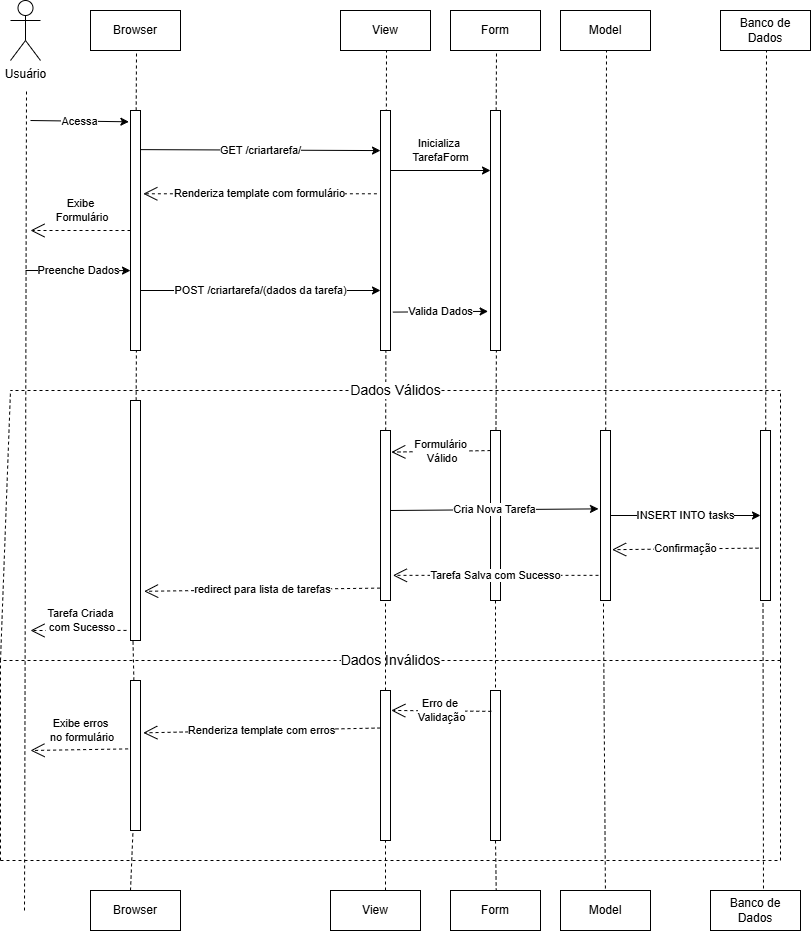 Browser
View
Form
Model
Banco de
Dados
Usuário
Acessa
GET /criartarefa/
Inicializa
TarefaForm
Renderiza template com formulário
Exibe
Formulário
Preenche Dados
POST /criartarefa/(dados da tarefa)
Valida Dados
Dados Válidos
Formulário
Válido
Cria Nova Tarefa
INSERT INTO tasks
Confirmação
Tarefa Salva com Sucesso
redirect para lista de tarefas
Tarefa Criada
com Sucesso
Dados Inválidos
Erro de
Validação
Renderiza template com erros
Exibe erros
no formulário
Browser
View
Form
Model
Banco de
Dados